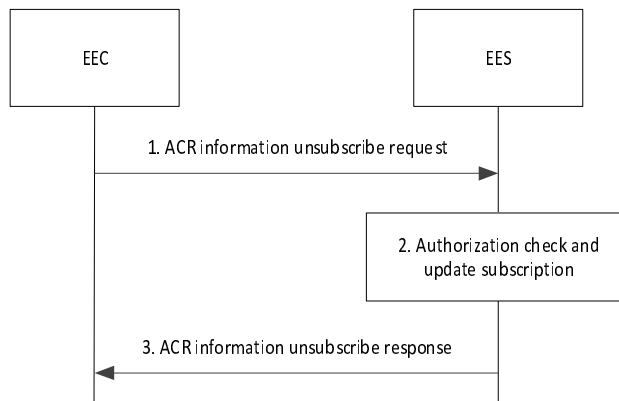 EEC
EES
1. ACR information unsubscribe request
2. Authorization check and
update subscription
3. ACR information unsubscribe response